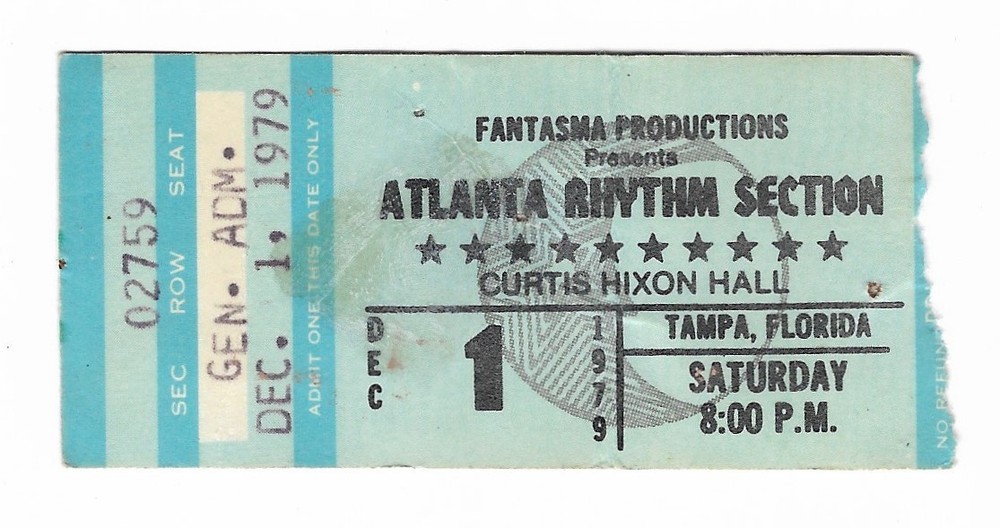 02759
SEC ROW SEAT
GEN. ADM.
DEC. 1, 1979
ADMIT ONE THIS DATE ONLY
FANTASMA PRODUCTIONS
Presents
ATLANTA RHYTHM SECTION
★★★★★★★★★★
CURTIS HIXON HALL
DEC 1 1979
TAMPA, FLORIDA
SATURDAY
8:00 P.M.
NO REFUND